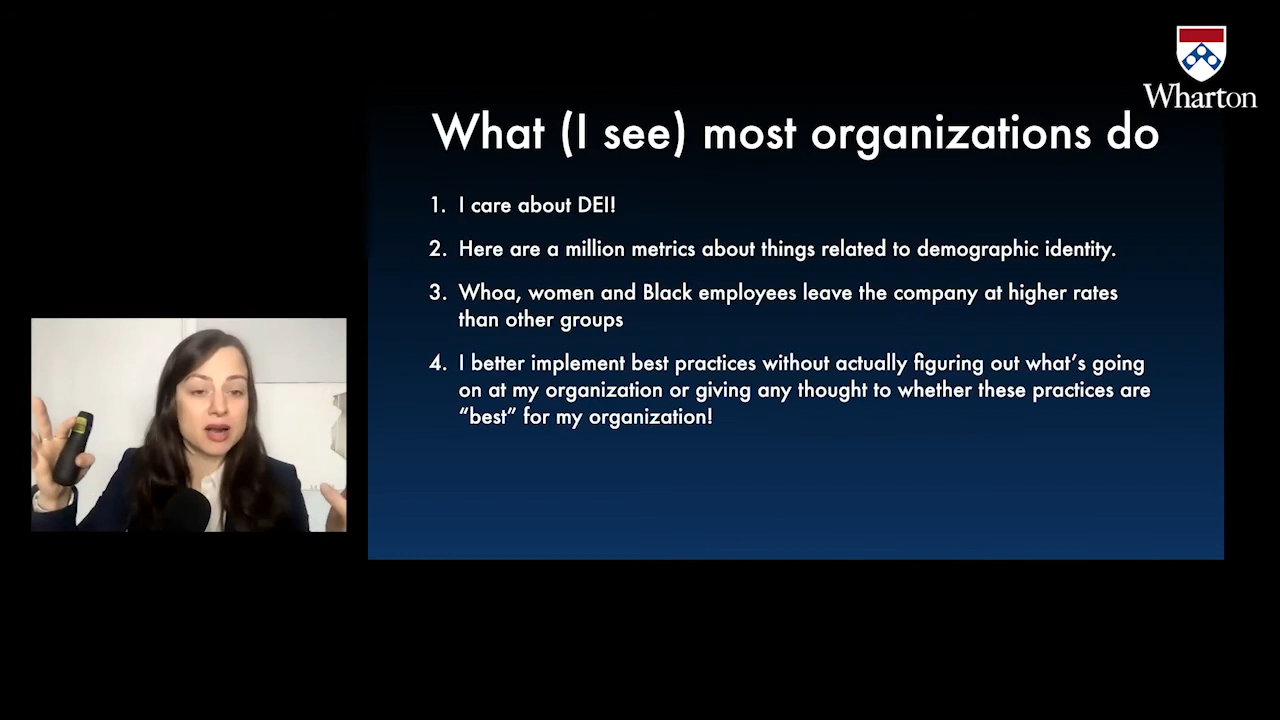 Wharton
What (I see) most organizations do
1. I care about DEI!
2. Here are a million metrics about things related to demographic identity.
3. Whoa, women and Black employees leave the company at higher rates
than other groups
4. I better implement best practices without actually figuring out what’s going
on at my organization or giving any thought to whether these practices are
“best” for my organization!